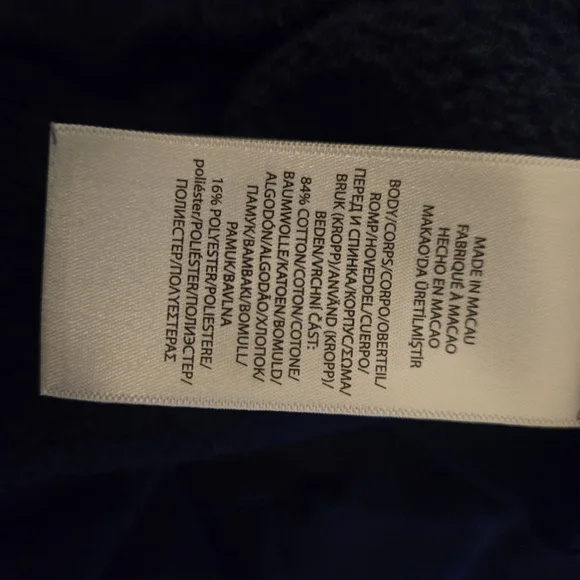 MADE IN MACAU
FABRIQUÉ À MACAO
HECHO EN MACAO
MAKAO'DA ÜRETİLMİŞTİR
BODY/CORPS/CORPO/OBERTEIL/
ROMP/HOVEDDEL/CUERPO/
ПЕРЕД И СПИНКА/КОРПУС/ΣΩΜΑ/
BRUK (KROPP)/ANVÄND (KROPP)/
BEDEN/VRCHNÍ ČÁST:
84% COTTON/COTON/COTONE/
BAUMWOLLE/KATOEN/BOMULD/
ALGODÓN/ALGODÃO/ХЛОПОК/
ΠΑΜΥΚ/ΒΑΜΒΑΚΙ/BOMULL/
PAMUK/BAVLNA
16% POLYESTER/POLIESTERE/
poliéster/POLIÉSTER/ПОЛИЭСТЕР/
ПОЛИЕСТЕР/ΠΟΛΥΕΣΤΕΡΑΣ